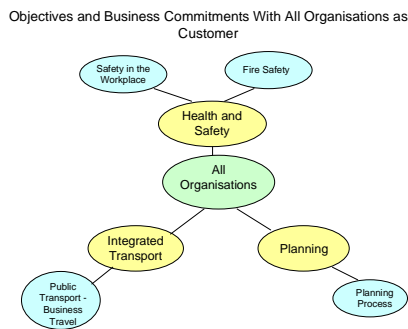 Objectives and Business Commitments With All Organisations as
Customer
Safety in the
Workplace
Fire Safety
Health and
Safety
All
Organisations
Integrated
Transport
Planning
Public
Transport -
Business
Travel
Planning
Process